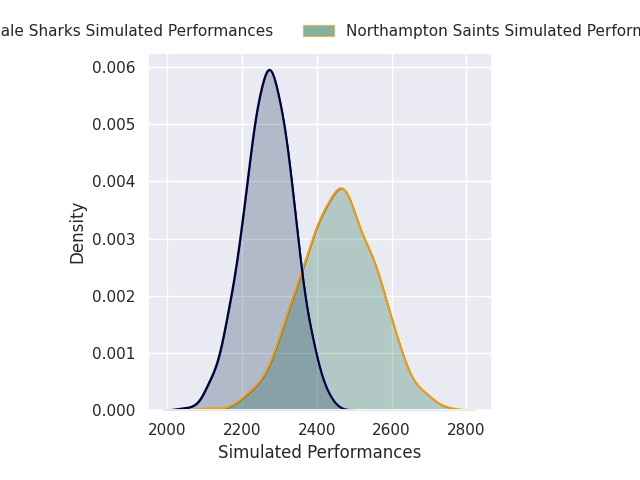 ale Sharks Simulated Performances Northampton Saints Simulated Perform
0.006
0.005
0.004
0.003
0.002
0.001
0.000
Density
2000 2200 2400 2600 2800
Simulated Performances